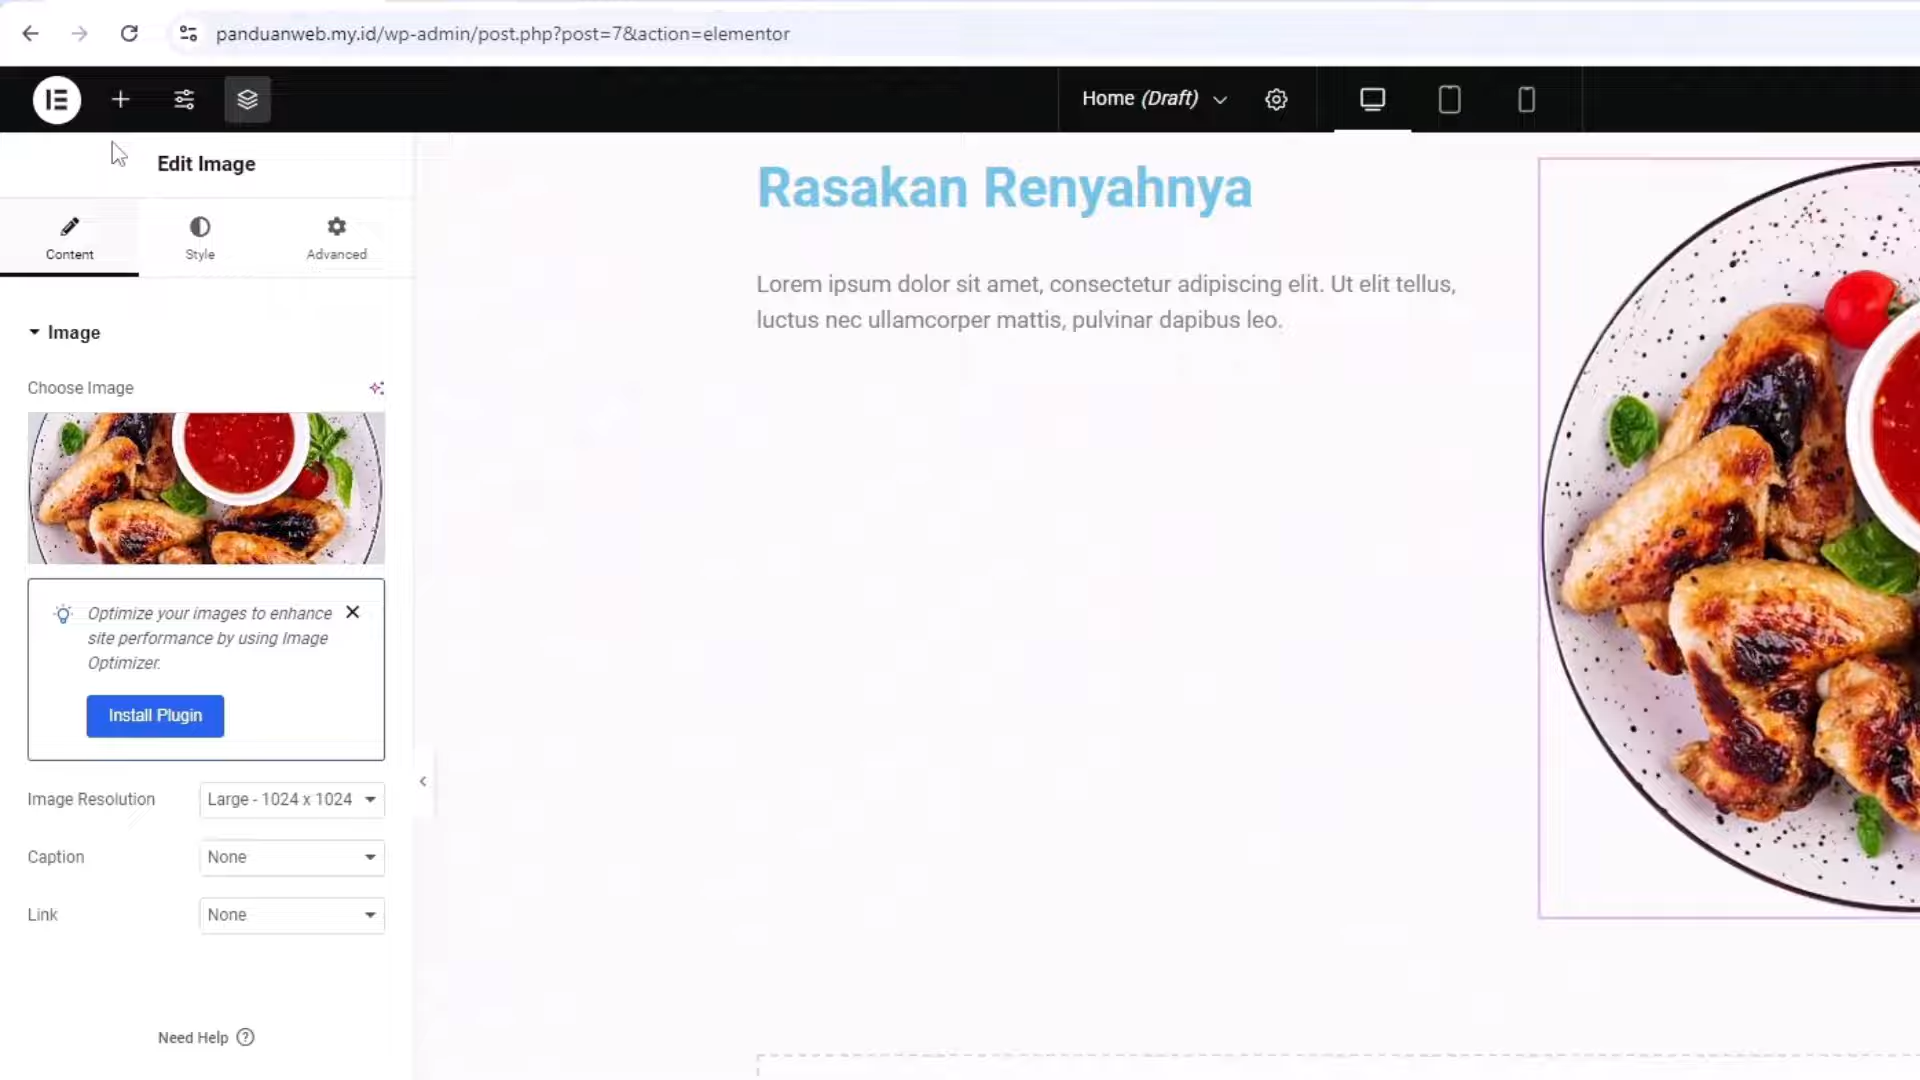 panduanweb.my.id/wp-admin/post.php?post=7&action=elementor
Home (Draft)
Edit Image
Content
Style
Advanced
Image
Choose Image
Optimize your images to enhance
site performance by using Image
Optimizer.
Install Plugin
Image Resolution
Large - 1024 x 1024
Caption
None
Link
None
Need Help
Rasakan Renyahnya
Lorem ipsum dolor sit amet, consectetur adipiscing elit. Ut elit tellus,
luctus nec ullamcorper mattis, pulvinar dapibus leo.